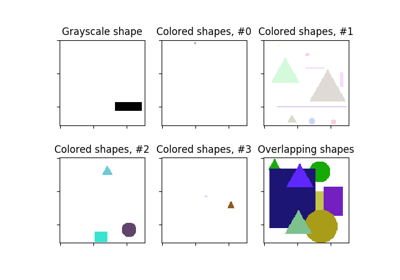 Grayscale shape
Colored shapes, #0
Colored shapes, #1
Colored shapes, #2
Colored shapes, #3
Overlapping shapes